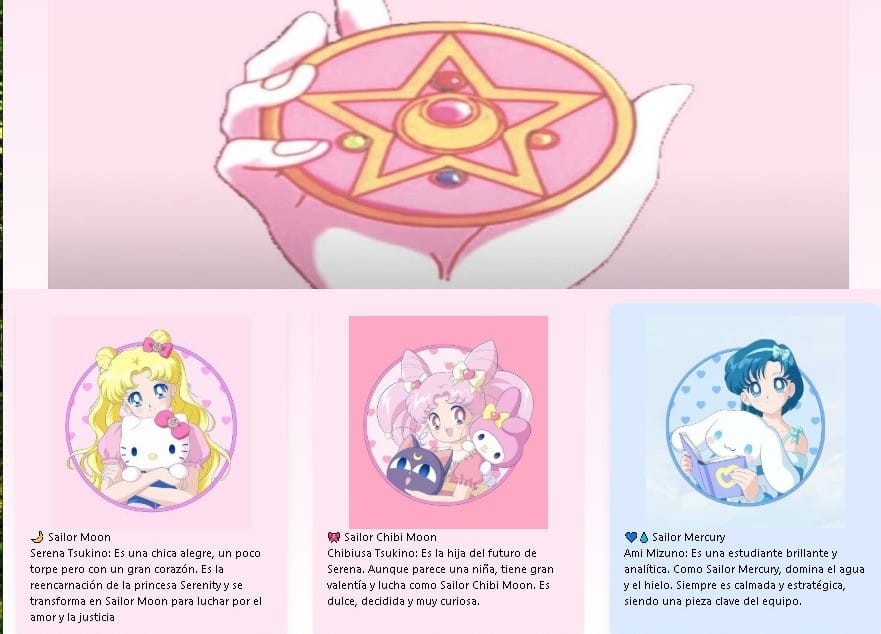 🌙 Sailor Moon
Serena Tsukino: Es una chica alegre, un poco
torpe pero con un gran corazón. Es la
reencarnación de la princesa Serenity y se
transforma en Sailor Moon para luchar por el
amor y la justicia
🎀 Sailor Chibi Moon
Chibiusa Tsukino: Es la hija del futuro de
Serena. Aunque parece una niña, tiene gran
valentía y lucha como Sailor Chibi Moon. Es
dulce, decidida y muy curiosa.
💙💧 Sailor Mercury
Ami Mizuno: Es una estudiante brillante y
analítica. Como Sailor Mercury, domina el agua
y el hielo. Siempre es calmada y estratégica,
siendo una pieza clave del equipo.